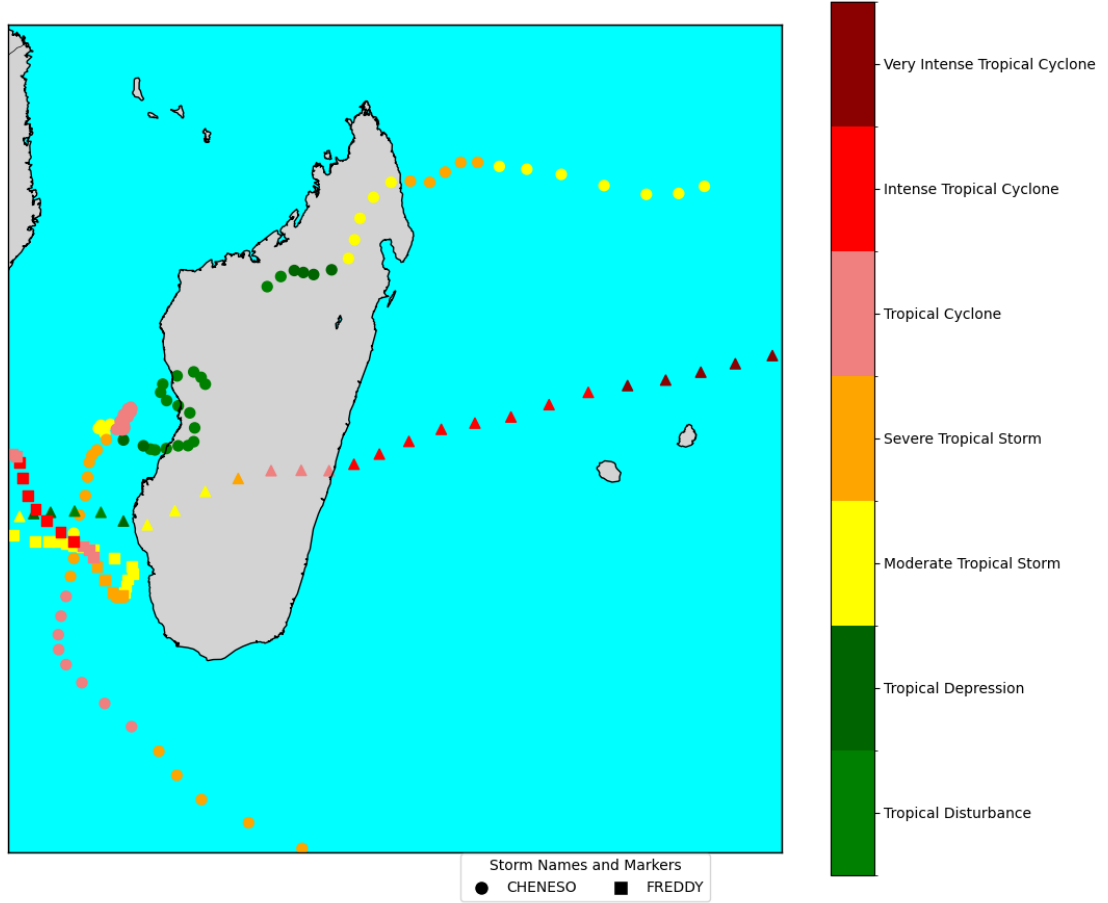 Very Intense Tropical Cyclone
Intense Tropical Cyclone
Tropical Cyclone
Severe Tropical Storm
Moderate Tropical Storm
Tropical Depression
Tropical Disturbance
Storm Names and Markers
CHENESO FREDDY